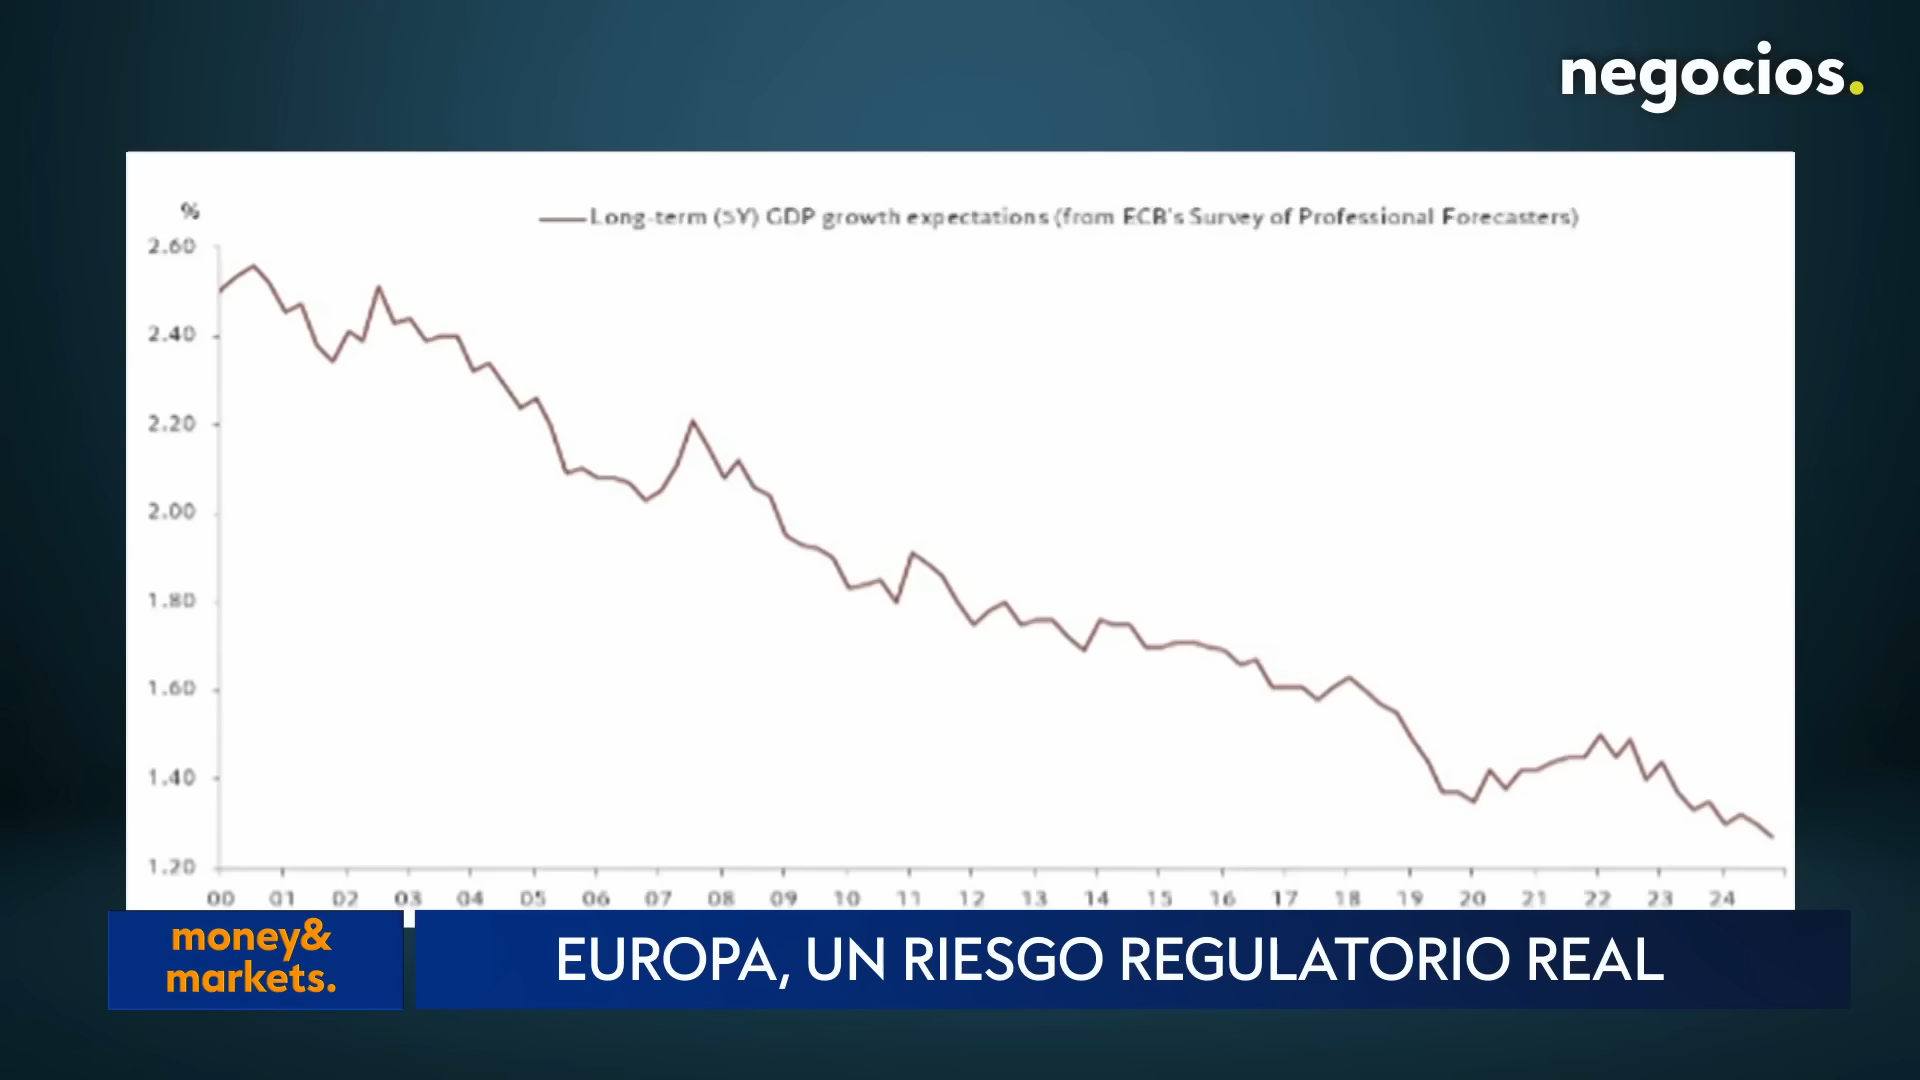 negocios.
%
Long-term (5Y) GDP growth expectations (from ECB's Survey of Professional Forecasters)
2.60
2.40
2.20
2.00
1.80
1.60
1.40
1.20
00 01 02 03 04 05 06 07 08 09 10 11 12 13 14 15 16 17 18 19 20 21 22 23 24
money&
markets.
EUROPA, UN RIESGO REGULATORIO REAL